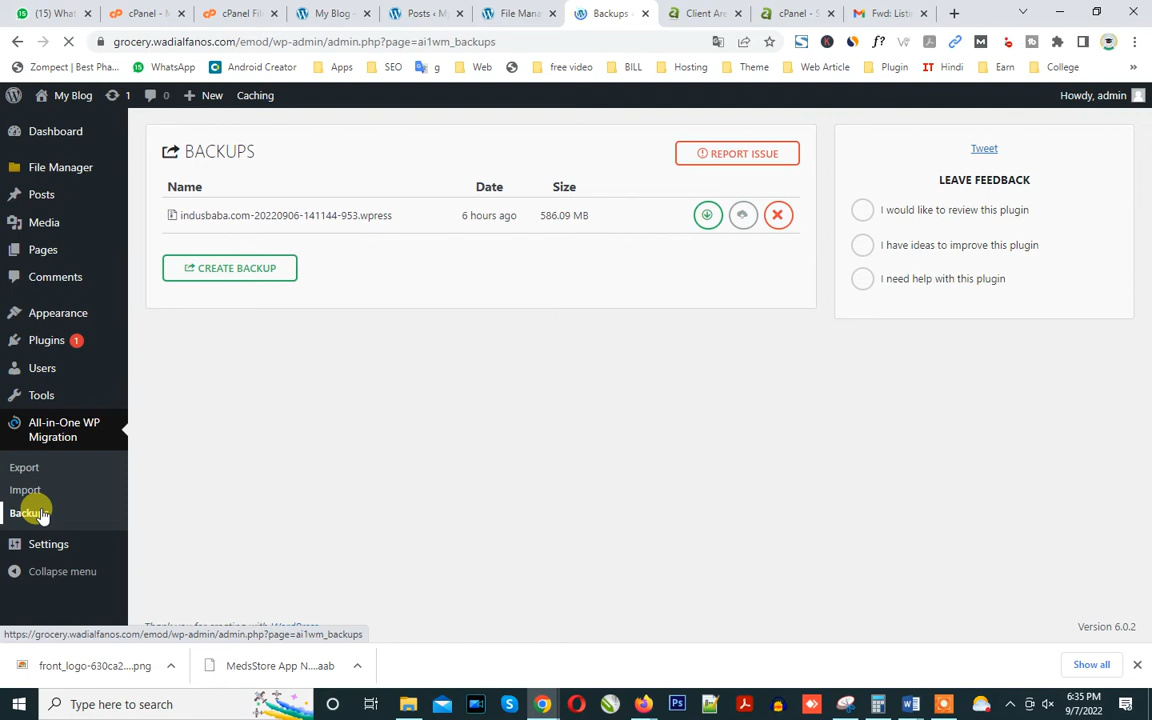 (15) What
cPanel - M
cPanel File
My Blog –
Posts ‹ M
File Mana
Backups ‹
Client Are
cPanel - S
Fwd: Listi
grocery.wadialfanos.com/emod/wp-admin/admin.php?page=ai1wm_backups
Zompect | Best Pha...
WhatsApp
Android Creator
Apps
SEO
g
Web
free video
BILL
Hosting
Theme
Web Article
Plugin
Hindi
Earn
College
»
My Blog
1
0
New
Caching
Howdy, admin
Dashboard
File Manager
Posts
Media
Pages
Comments
Appearance
Plugins 1
Users
Tools
All-in-One WP
Migration
Export
Import
Backups
Settings
Collapse menu
BACKUPS
REPORT ISSUE
Name Date Size
indusbaba.com-20220906-141144-953.wpress 6 hours ago 586.09 MB
CREATE BACKUP
Tweet
LEAVE FEEDBACK
I would like to review this plugin
I have ideas to improve this plugin
I need help with this plugin
Version 6.0.2
https://grocery.wadialfanos.com/emod/wp-admin/admin.php?page=ai1wm_backups
front_logo-630ca2....png
MedsStore App N....aab
Show all
Type here to search
6:35 PM
9/7/2022